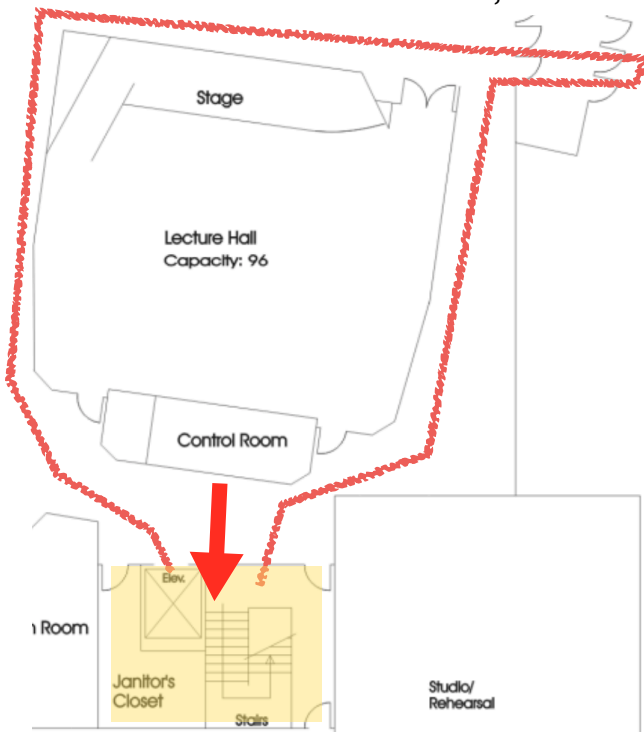 Stage
Lecture Hall
Capacity: 96
Control Room
Elev.
Room
Janitor's
Closet
Studio/
Rehearsal
Stairs